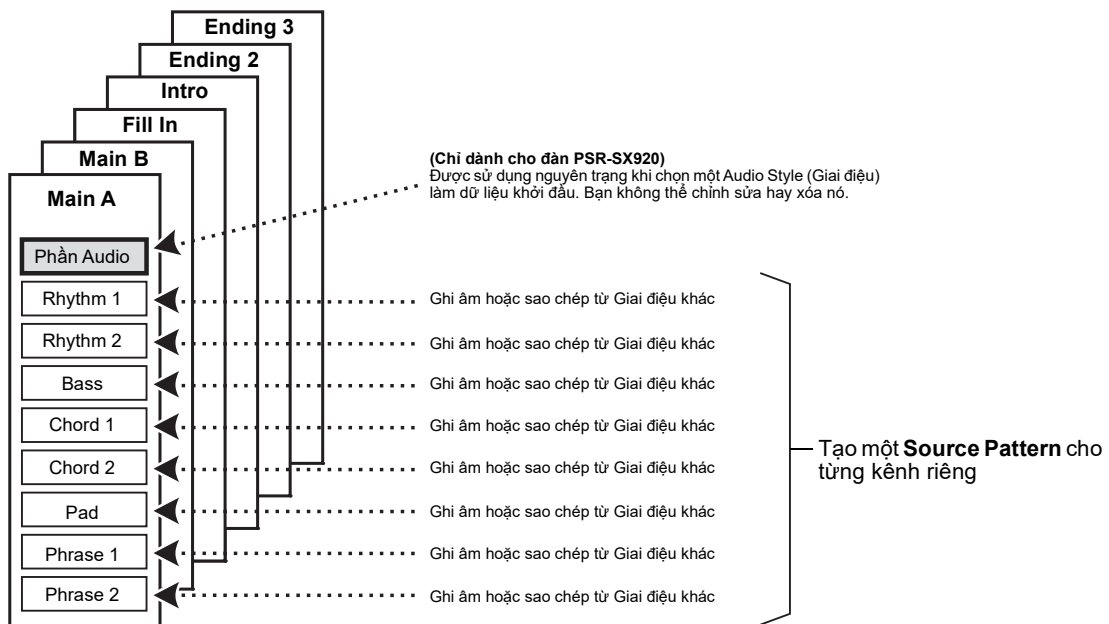 Ending 3
Ending 2
Intro
Fill In
Main B
Main A
(Chỉ dành cho đàn PSR-SX920)
Được sử dụng nguyên trạng khi chọn một Audio Style (Giai điệu)
làm dữ liệu khởi đầu. Bạn không thể chỉnh sửa hay xóa nó.
Phần Audio
Rhythm 1 Ghi âm hoặc sao chép từ Giai điệu khác
Rhythm 2 Ghi âm hoặc sao chép từ Giai điệu khác
Bass Ghi âm hoặc sao chép từ Giai điệu khác
Chord 1 Ghi âm hoặc sao chép từ Giai điệu khác
Chord 2 Ghi âm hoặc sao chép từ Giai điệu khác
Pad Ghi âm hoặc sao chép từ Giai điệu khác
Phrase 1 Ghi âm hoặc sao chép từ Giai điệu khác
Phrase 2 Ghi âm hoặc sao chép từ Giai điệu khác
Tạo một Source Pattern cho
từng kênh riêng